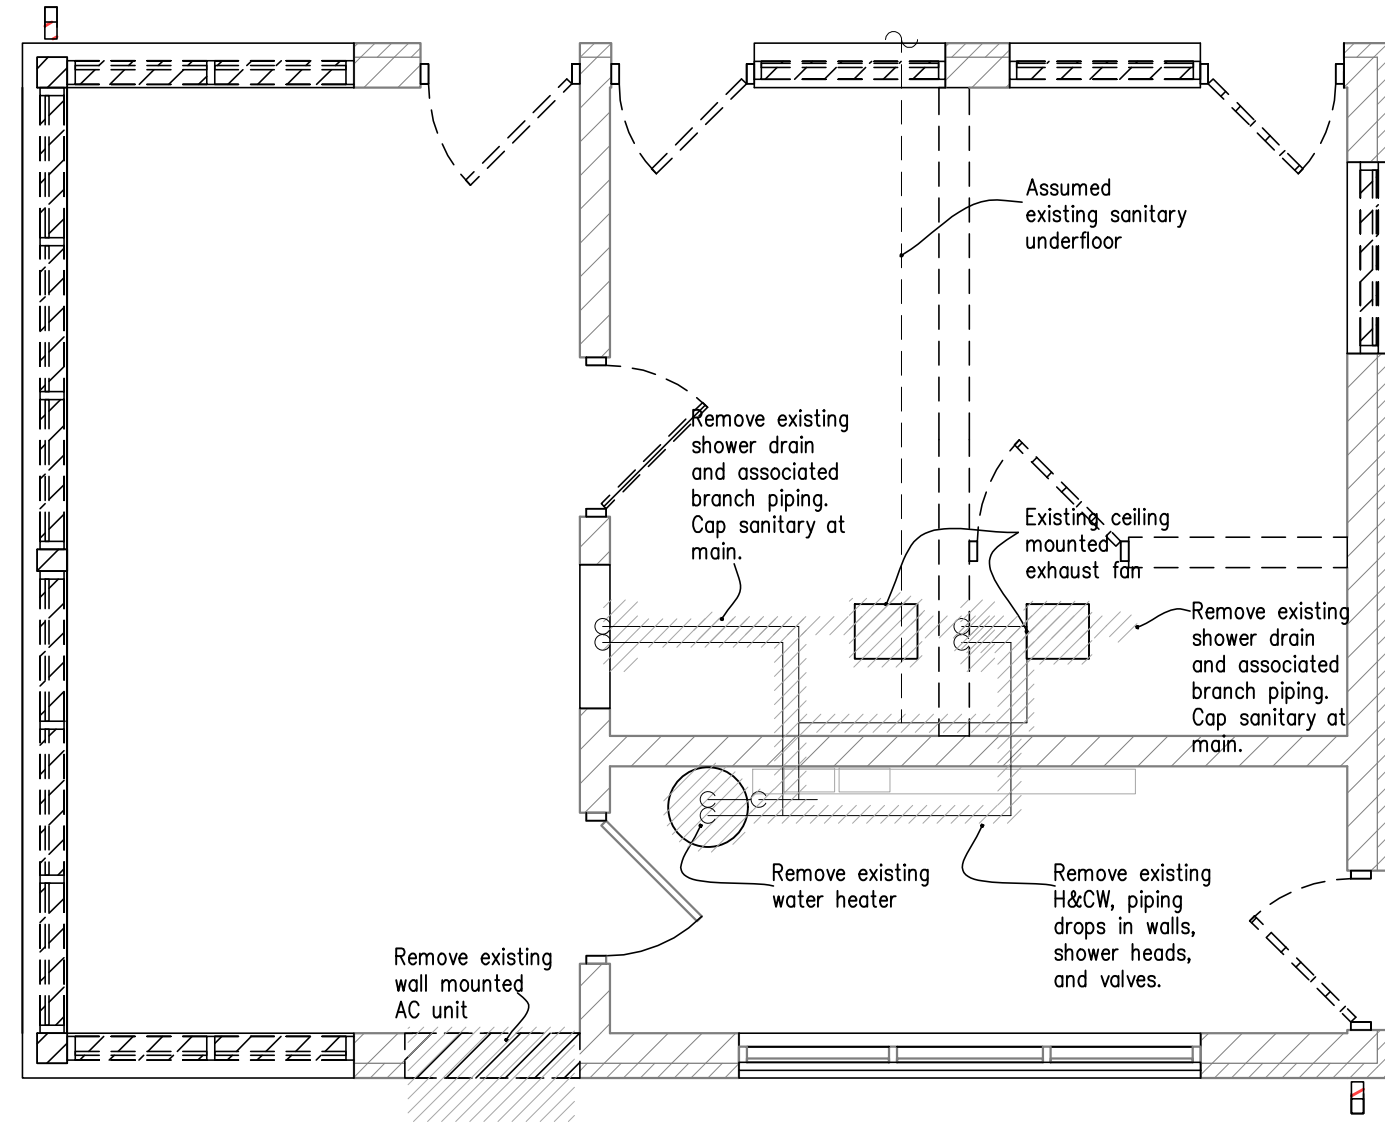 Assumed
existing sanitary
underfloor
Remove existing
shower drain
and associated
branch piping.
Cap sanitary at
main.
Existing ceiling
mounted
exhaust fan
Remove existing
shower drain
and associated
branch piping.
Cap sanitary at
main.
Remove existing
water heater
Remove existing
H&CW, piping
drops in walls,
shower heads,
and valves.
Remove existing
wall mounted
AC unit